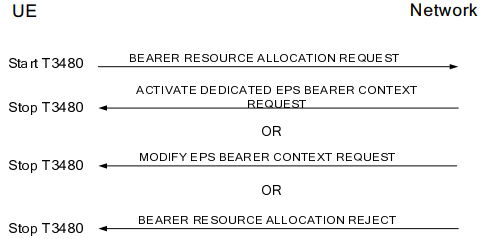 UE Network
Start T3480 BEARER RESOURCE ALLOCATION REQUEST
ACTIVATE DEDICATED EPS BEARER CONTEXT
Stop T3480 REQUEST
OR
Stop T3480 MODIFY EPS BEARER CONTEXT REQUEST
OR
Stop T3480 BEARER RESOURCE ALLOCATION REJECT